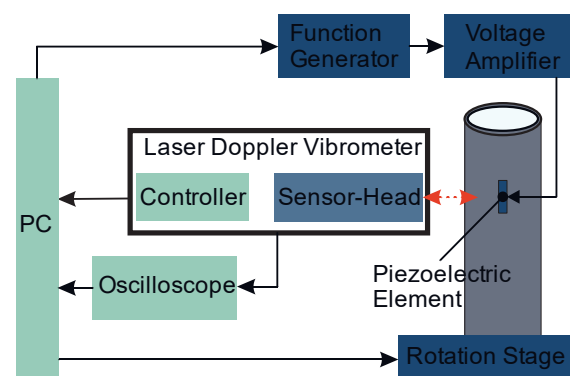 Function
Generator
Voltage
Amplifier
Laser Doppler Vibrometer
Controller
Sensor-Head
PC
Oscilloscope
Piezoelectric
Element
Rotation Stage